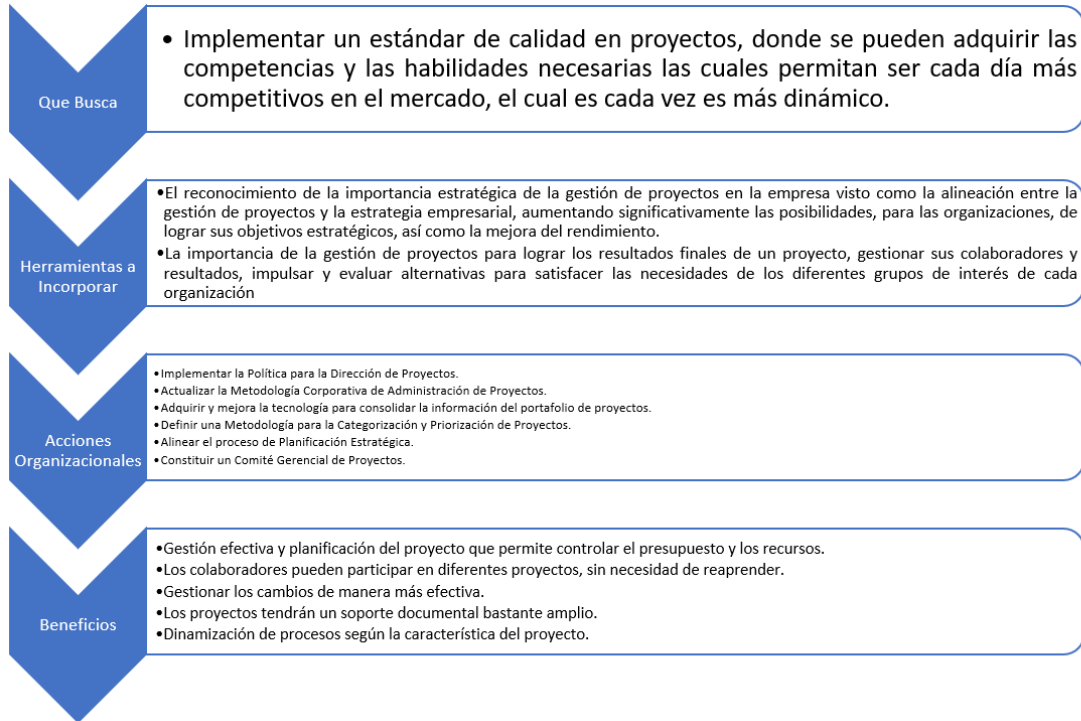 Que Busca
• Implementar un estándar de calidad en proyectos, donde se pueden adquirir las
competencias y las habilidades necesarias las cuales permitan ser cada día más
competitivos en el mercado, el cual es cada vez es más dinámico.
Herramientas a
Incorporar
•El reconocimiento de la importancia estratégica de la gestión de proyectos en la empresa visto como la alineación entre la
gestión de proyectos y la estrategia empresarial, aumentando significativamente las posibilidades, para las organizaciones, de
lograr sus objetivos estratégicos, así como la mejora del rendimiento.
•La importancia de la gestión de proyectos para lograr los resultados finales de un proyecto, gestionar sus colaboradores y
resultados, impulsar y evaluar alternativas para satisfacer las necesidades de los diferentes grupos de interés de cada
organización
Acciones
Organizacionales
•Implementar la Política para la Dirección de Proyectos.
•Actualizar la Metodología Corporativa de Administración de Proyectos.
•Adquirir y mejora la tecnología para consolidar la información del portafolio de proyectos.
•Definir una Metodología para la Categorización y Priorización de Proyectos.
•Alinear el proceso de Planificación Estratégica.
•Constituir un Comité Gerencial de Proyectos.
Beneficios
•Gestión efectiva y planificación del proyecto que permite controlar el presupuesto y los recursos.
•Los colaboradores pueden participar en diferentes proyectos, sin necesidad de reaprender.
•Gestionar los cambios de manera más efectiva.
•Los proyectos tendrán un soporte documental bastante amplio.
•Dinamización de procesos según la característica del proyecto.